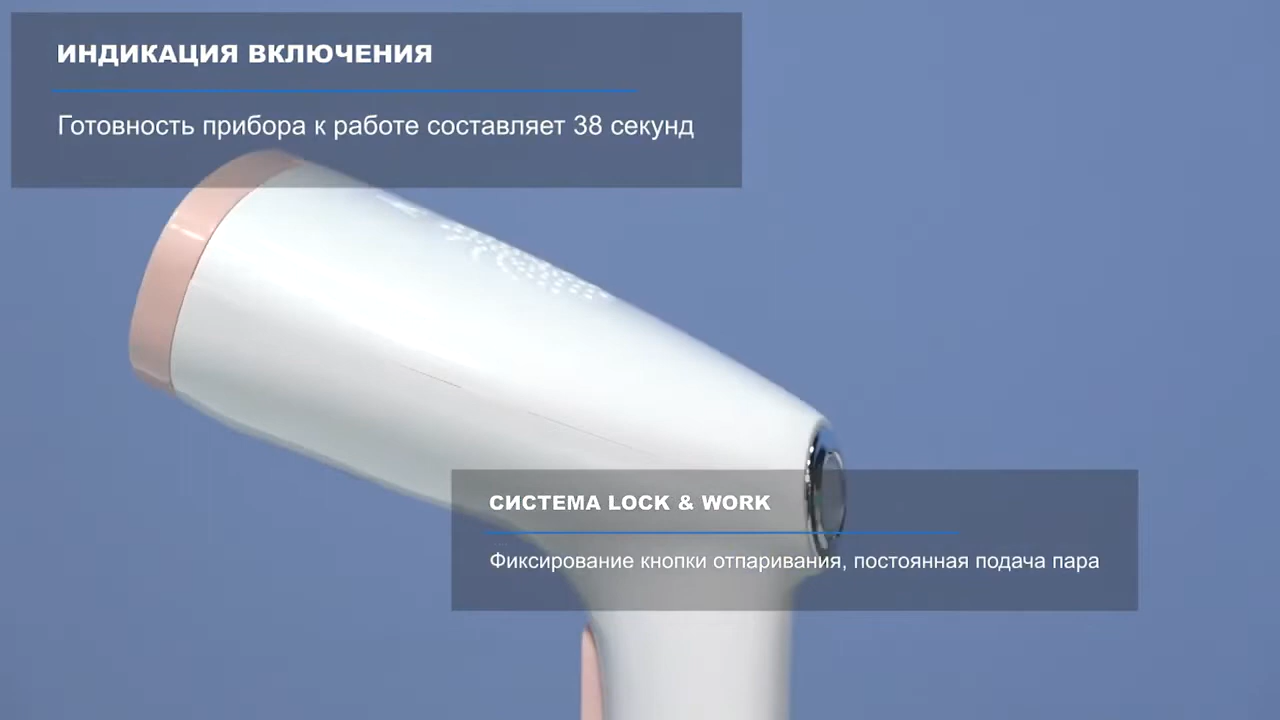 ИНДИКАЦИЯ ВКЛЮЧЕНИЯ
Готовность прибора к работе составляет 38 секунд
СИСТЕМА LOCK & WORK
Фиксирование кнопки отпаривания, постоянная подача пара